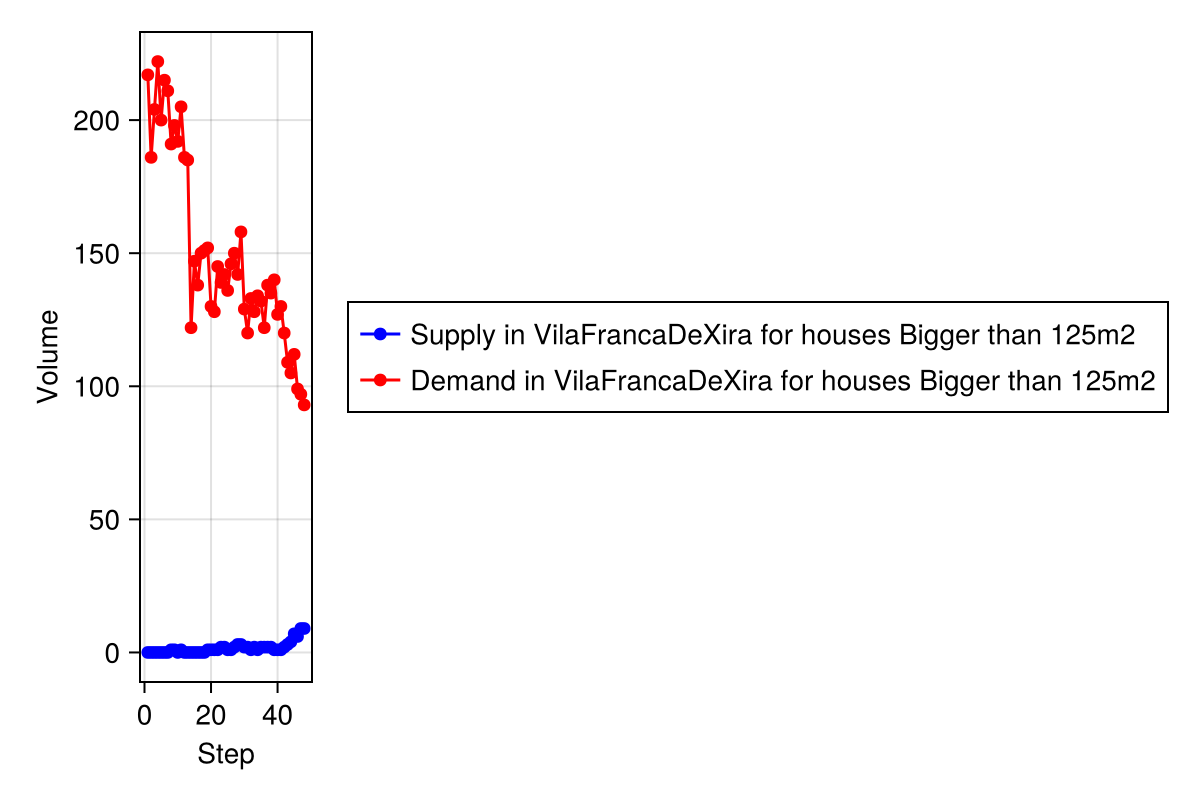 200
150
100
50
0
Volume
0 20 40
Step
Supply in VilaFrancaDeXira for houses Bigger than 125m2
Demand in VilaFrancaDeXira for houses Bigger than 125m2